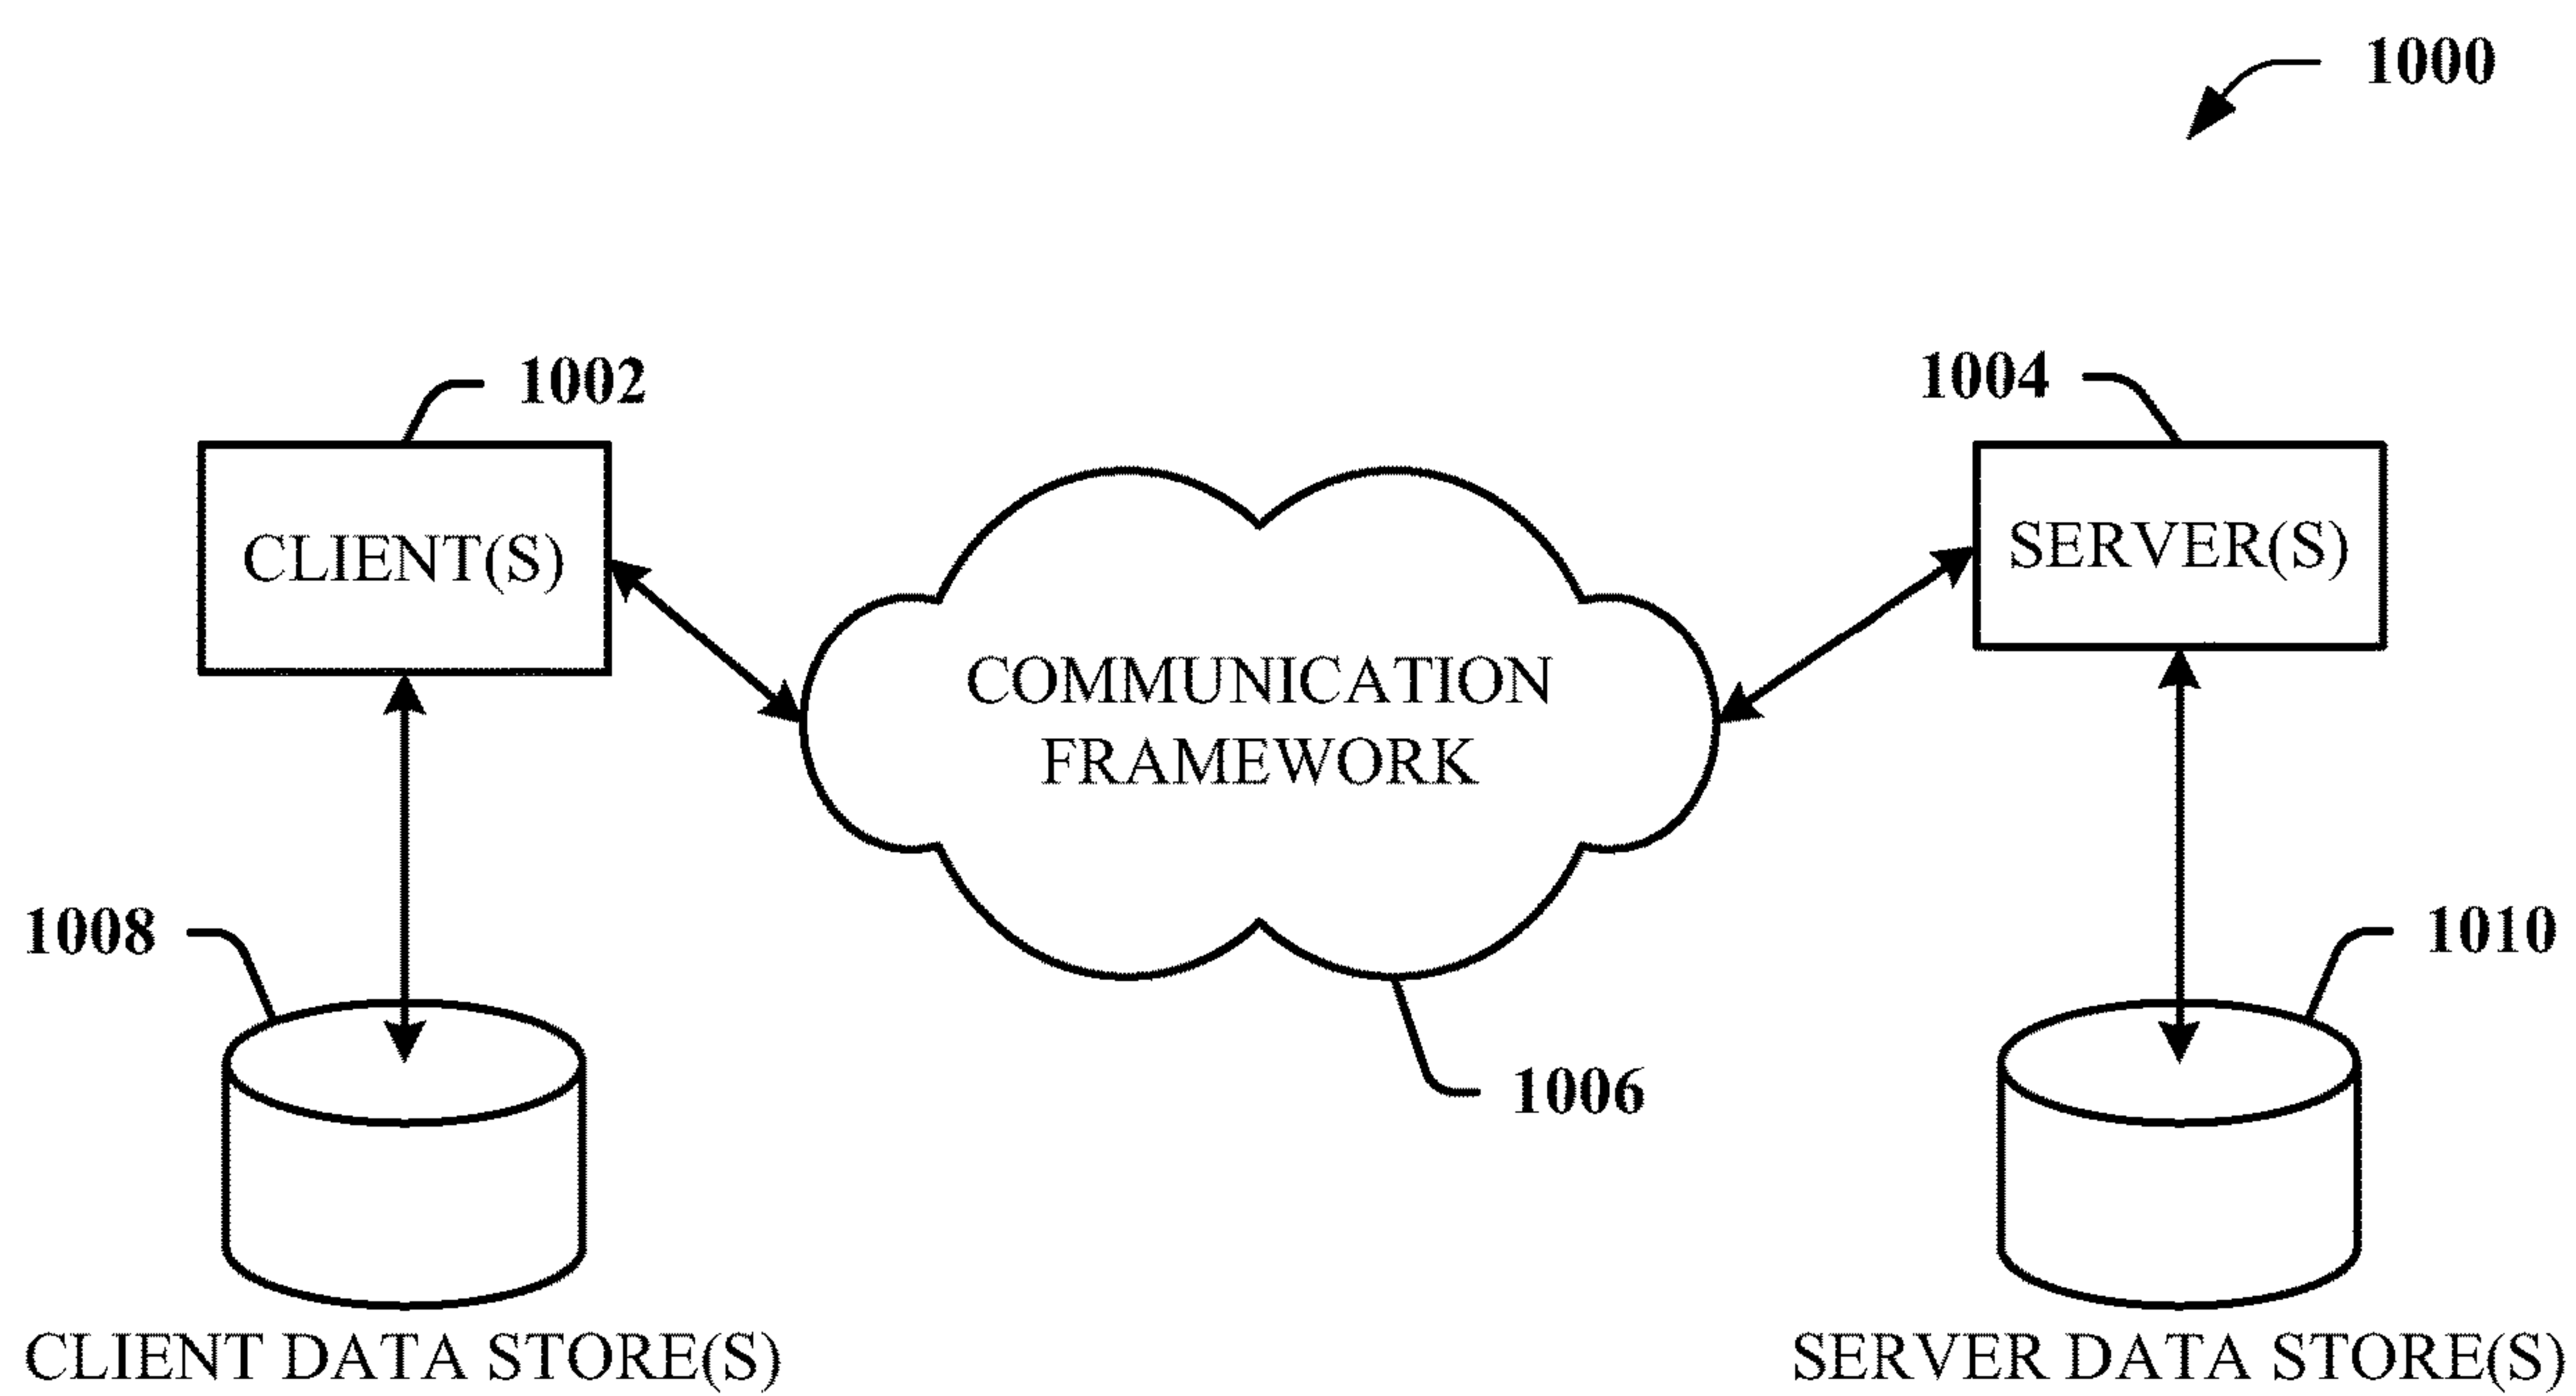 1000
1002
1004
CLIENT(S)
SERVER(S)
COMMUNICATION
FRAMEWORK
1008
1010
1006
CLIENT DATA STORE(S)
SERVER DATA STORE(S)